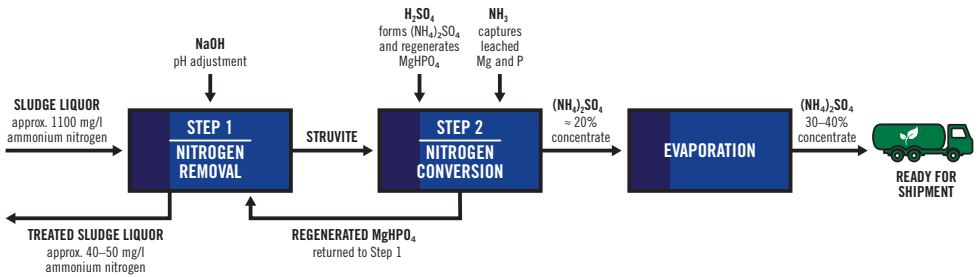 NaOH
pH adjustment
H₂SO₄
forms (NH₄)₂SO₄
and regenerates
MgHPO₄
NH₃
captures
leached
Mg and P
SLUDGE LIQUOR
approx. 1100 mg/l
ammonium nitrogen
STEP 1
NITROGEN
REMOVAL
STRUVITE
STEP 2
NITROGEN
CONVERSION
(NH₄)₂SO₄
≈ 20%
concentrate
EVAPORATION
(NH₄)₂SO₄
30–40%
concentrate
READY FOR
SHIPMENT
TREATED SLUDGE LIQUOR
approx. 40–50 mg/l
ammonium nitrogen
REGENERATED MgHPO₄
returned to Step 1